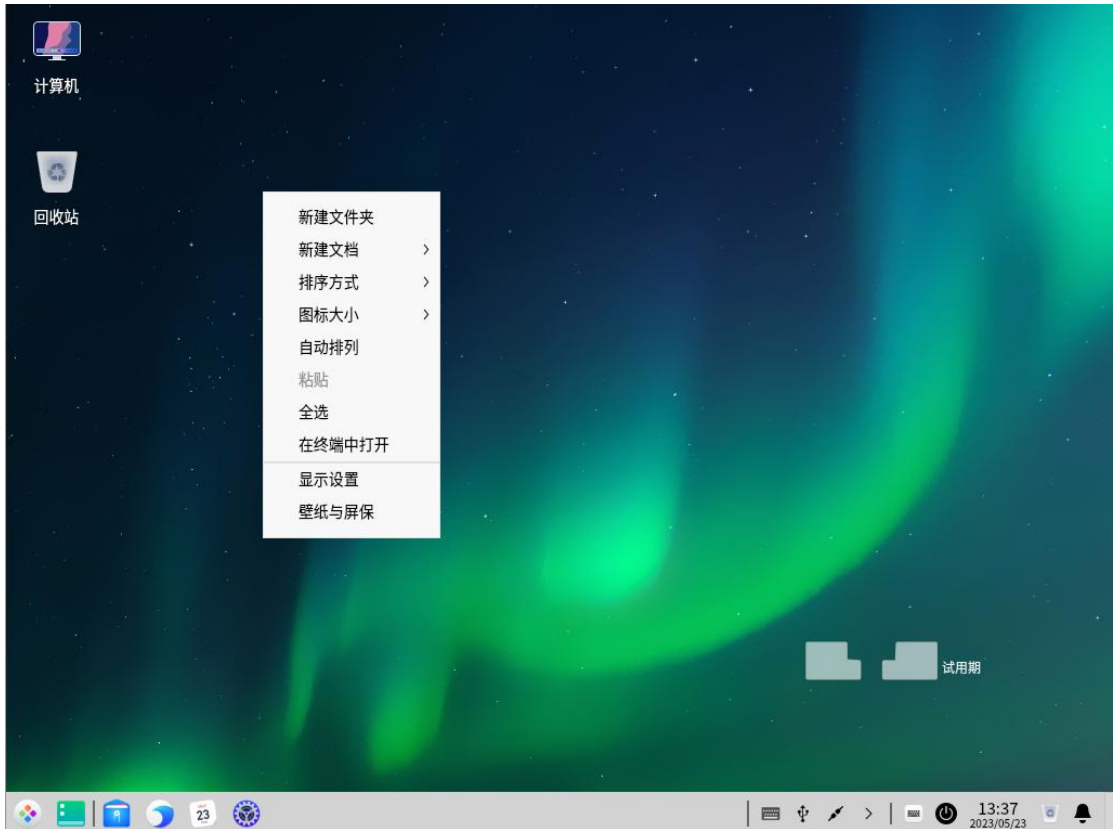 计算机
回收站
新建文件夹
新建文档
排序方式
图标大小
自动排列
粘贴
全选
在终端中打开
显示设置
壁纸与屏保
试用期
23
13:37
2023/05/23